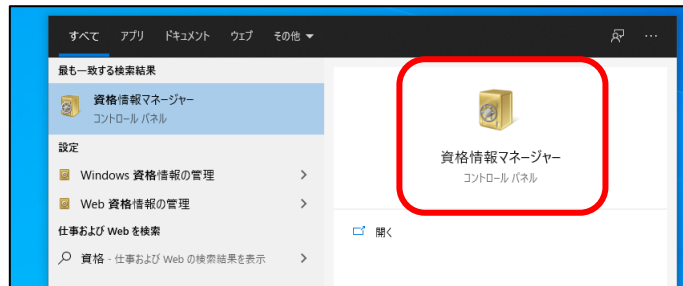 すべて アプリ ドキュメント ウェブ その他 ▼
最も一致する検索結果
資格情報マネージャー
コントロール パネル
設定
Windows 資格情報の管理
Web 資格情報の管理
仕事および Web を検索
資格 - 仕事および Web の検索結果を表示
資格情報マネージャー
コントロール パネル
開く